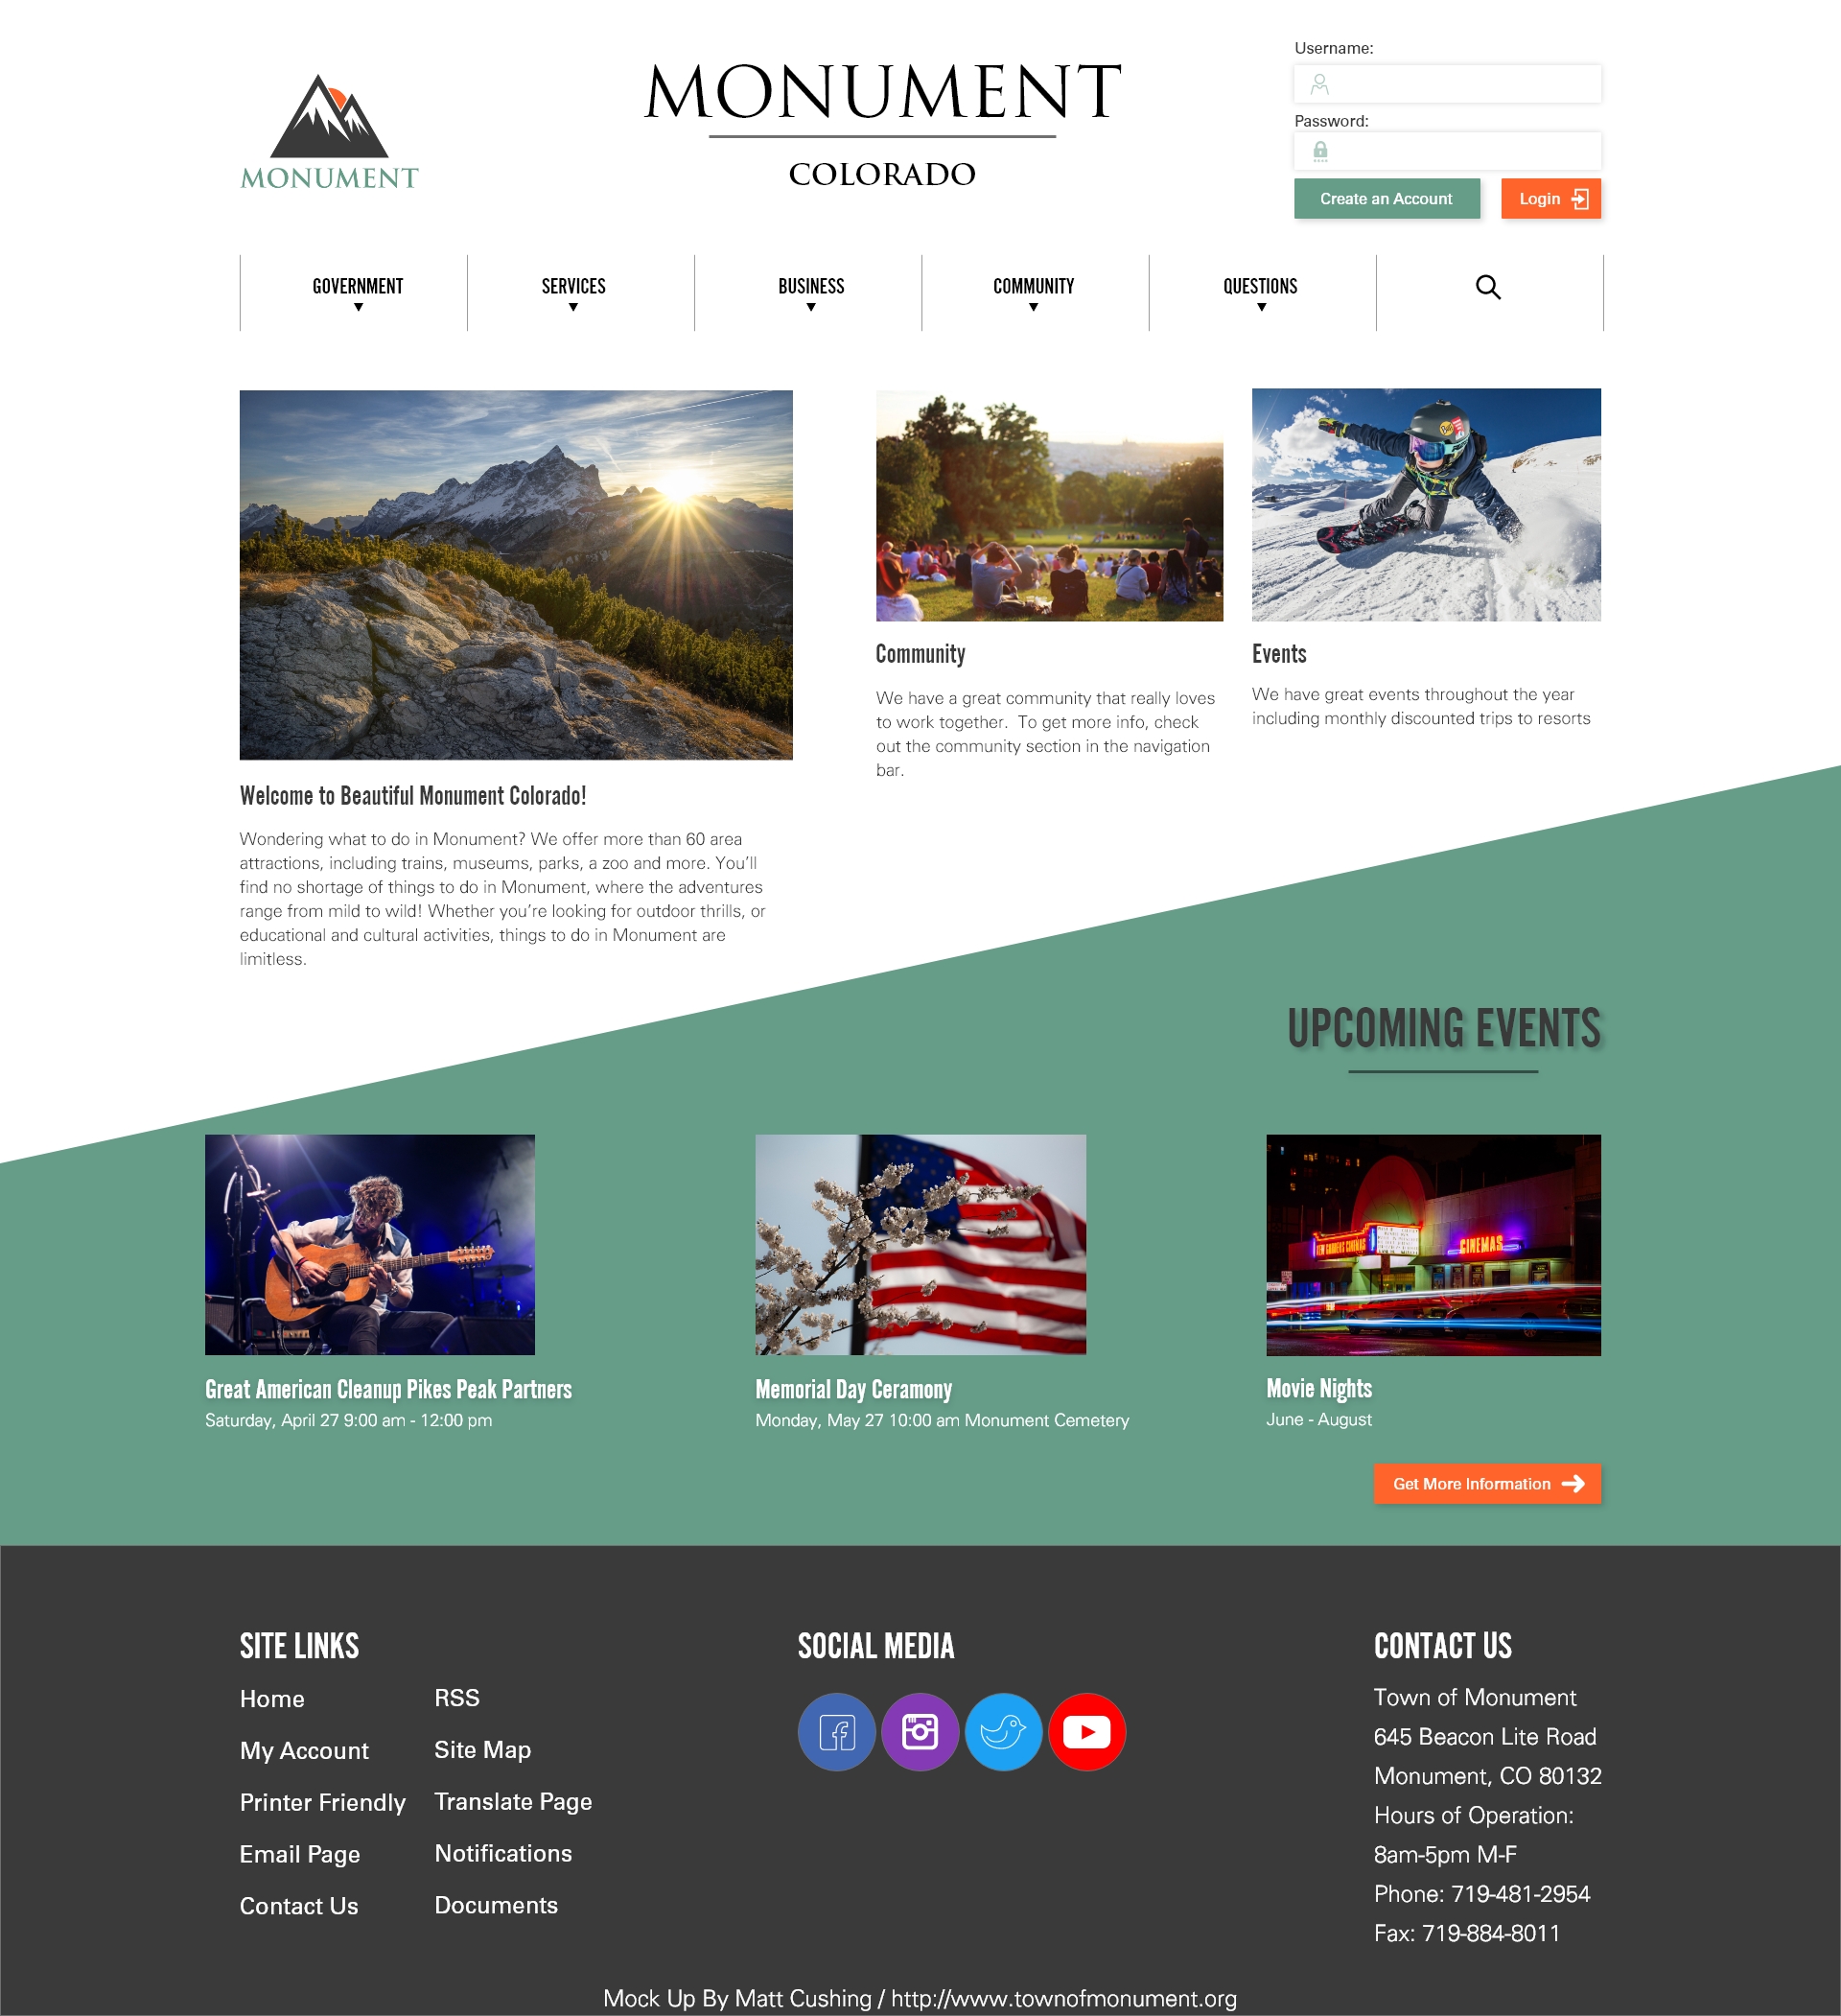 MONUMENT
MONUMENT
COLORADO
Username:
Password:
Create an Account
Login
GOVERNMENT
SERVICES
BUSINESS
COMMUNITY
QUESTIONS
Welcome to Beautiful Monument Colorado!
Wondering what to do in Monument? We offer more than 60 area
attractions, including trains, museums, parks, a zoo and more. You’ll
find no shortage of things to do in Monument, where the adventures
range from mild to wild! Whether you’re looking for outdoor thrills, or
educational and cultural activities, things to do in Monument are
limitless.
Community
We have a great community that really loves
to work together.  To get more info, check
out the community section in the navigation
bar.
Events
We have great events throughout the year
including monthly discounted trips to resorts
UPCOMING EVENTS
CINEMAS
Great American Cleanup Pikes Peak Partners
Saturday, April 27 9:00 am - 12:00 pm
Memorial Day Ceramony
Monday, May 27 10:00 am Monument Cemetery
Movie Nights
June - August
Get More Information
SITE LINKS
Home
My Account
Printer Friendly
Email Page
Contact Us
RSS
Site Map
Translate Page
Notifications
Documents
SOCIAL MEDIA
CONTACT US
Town of Monument
645 Beacon Lite Road
Monument, CO 80132
Hours of Operation:
8am-5pm M-F
Phone: 719-481-2954
Fax: 719-884-8011
Mock Up By Matt Cushing / http://www.townofmonument.org